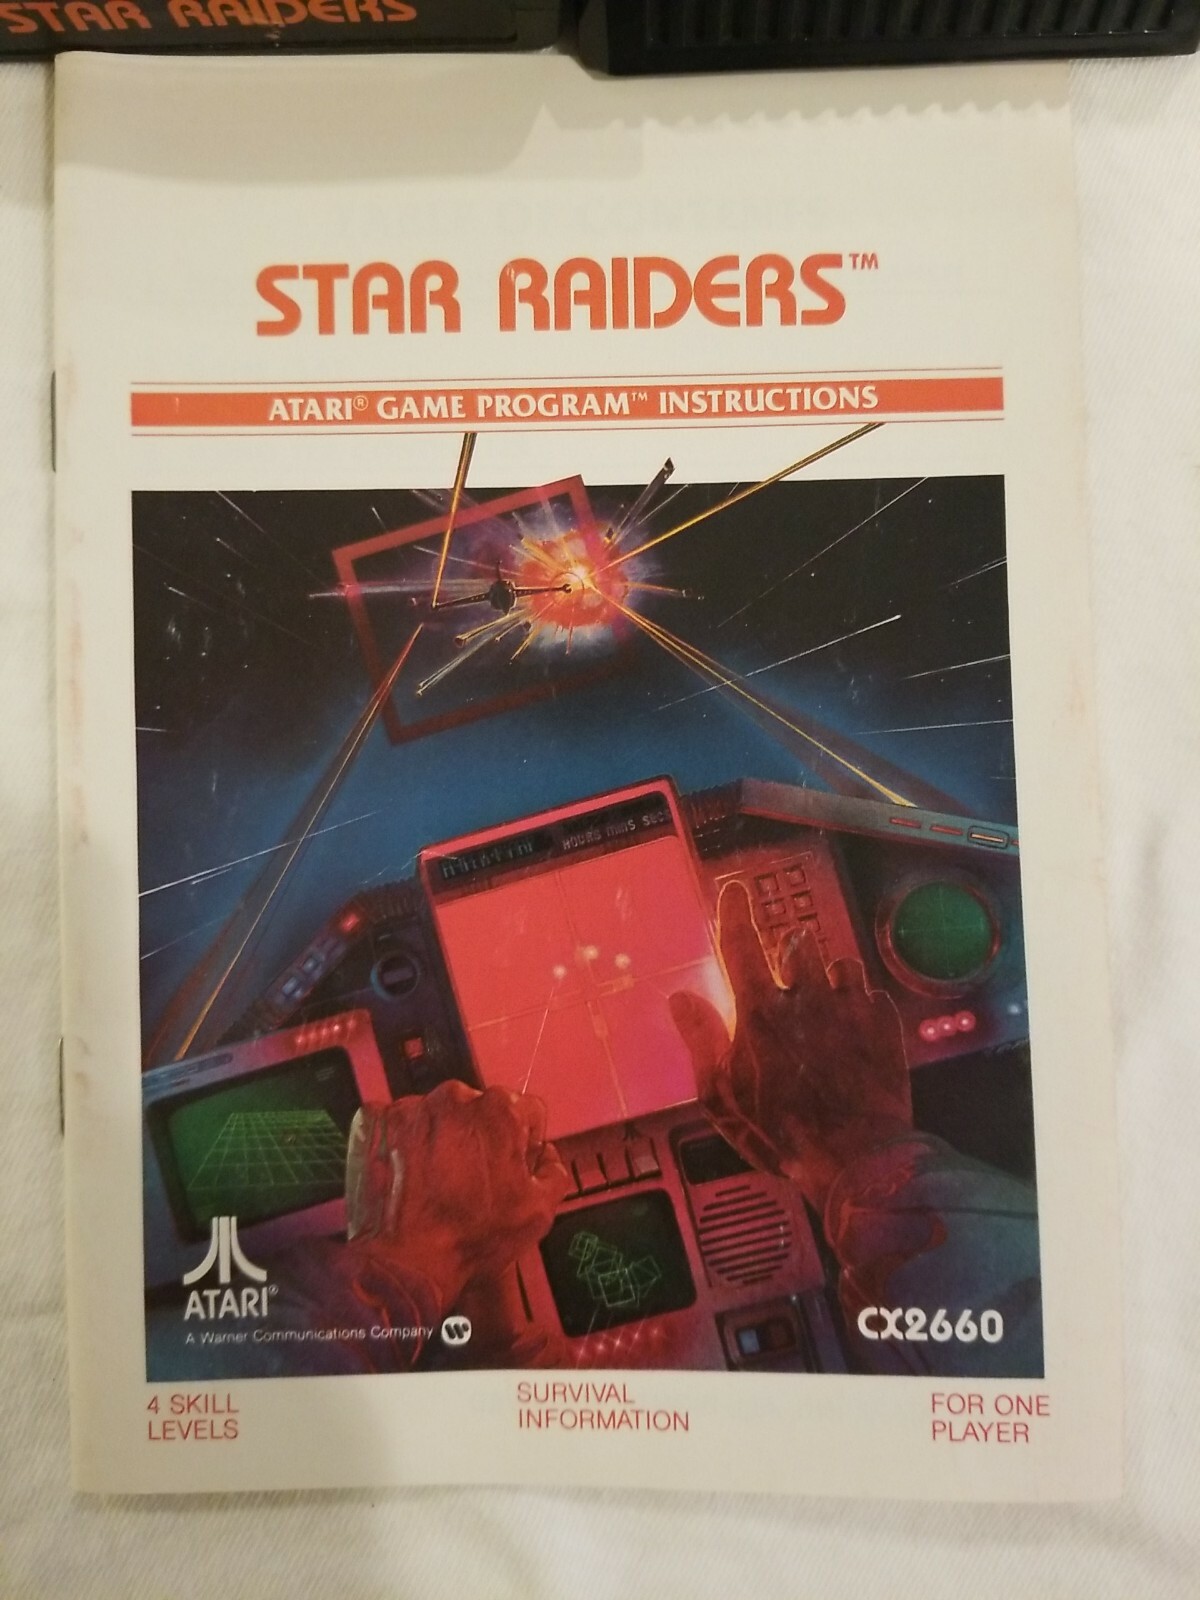 STAR RAIDERS
STAR RAIDERS™
ATARI® GAME PROGRAM™ INSTRUCTIONS
HOURS MINS SECS
ATARI®
A Warner Communications Company
CX2660
4 SKILL
LEVELS
SURVIVAL
INFORMATION
FOR ONE
PLAYER